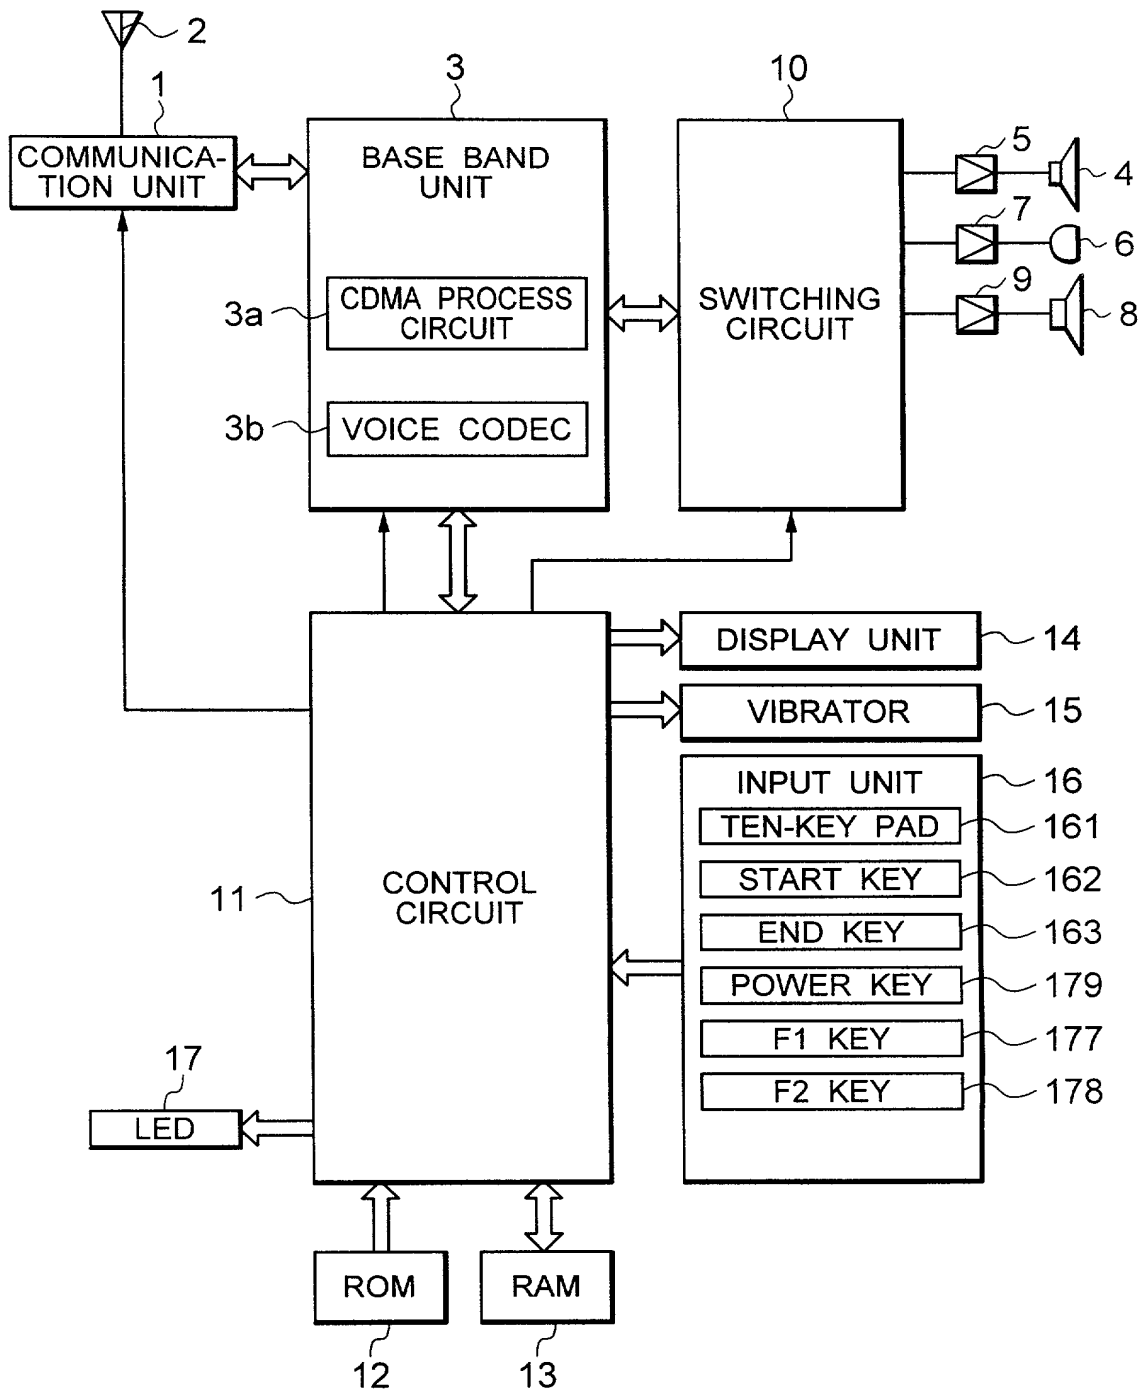 2
1
COMMUNICA-
TION UNIT
3
BASE BAND
UNIT
3a
CDMA PROCESS
CIRCUIT
3b
VOICE CODEC
10
SWITCHING
CIRCUIT
5
4
7
6
9
8
11
CONTROL
CIRCUIT
DISPLAY UNIT
14
VIBRATOR
15
INPUT UNIT
16
TEN-KEY PAD
161
START KEY
162
END KEY
163
POWER KEY
179
F1 KEY
177
F2 KEY
178
17
LED
ROM
12
RAM
13